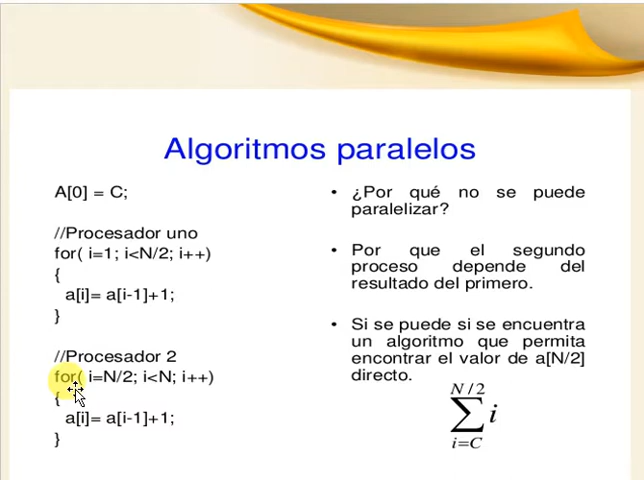 Algoritmos paralelos
A[0] = C;
//Procesador uno
for( i=1; i<N/2; i++)
{
a[i]= a[i-1]+1;
}
//Procesador 2
for( i=N/2; i<N; i++)
{
a[i]= a[i-1]+1;
}
• ¿Por qué no se puede
paralelizar?
• Por que el segundo
proceso depende del
resultado del primero.
• Si se puede si se encuentra
un algoritmo que permita
encontrar el valor de a[N/2]
directo.
N / 2
∑ i
i=C